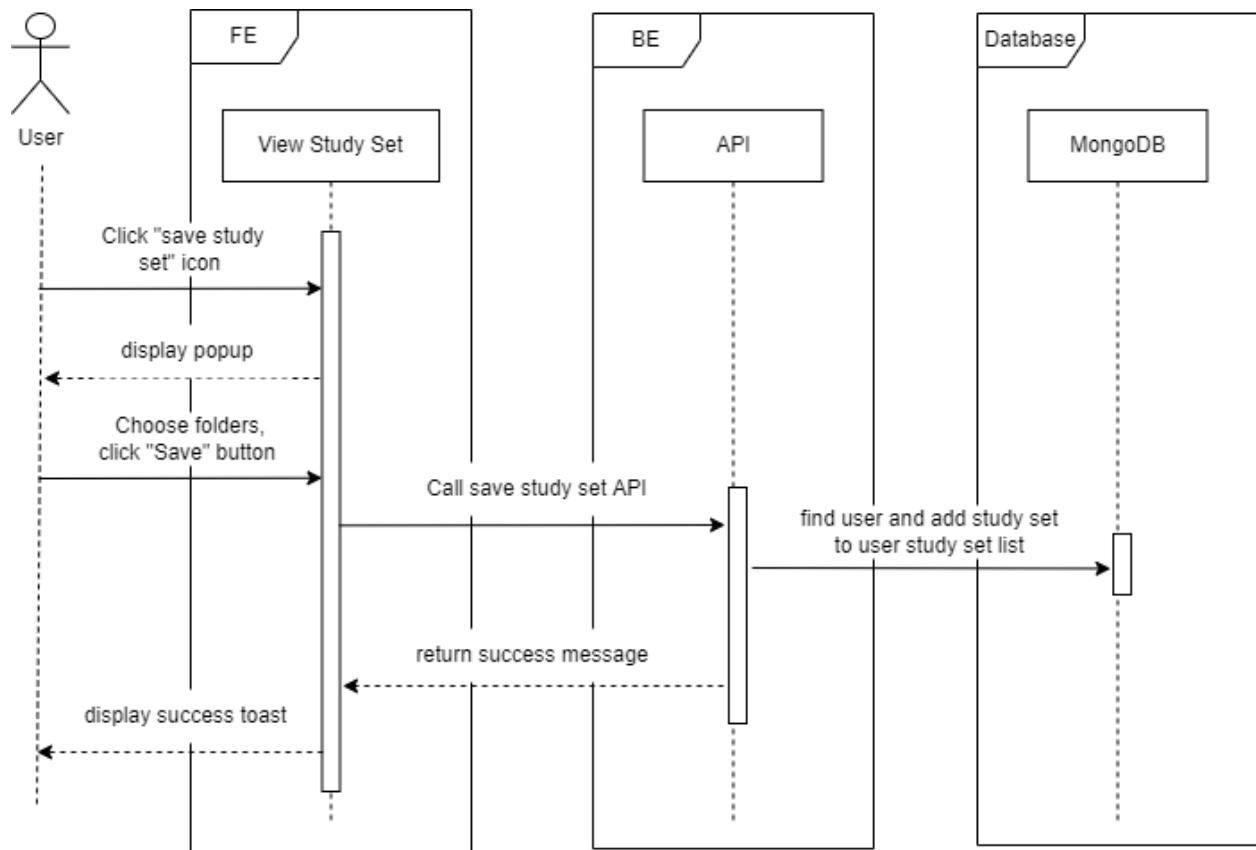 FE
BE
Database
User
View Study Set
API
MongoDB
Click "save study
set" icon
display popup
Choose folders,
click "Save" button
Call save study set API
find user and add study set
to user study set list
return success message
display success toast